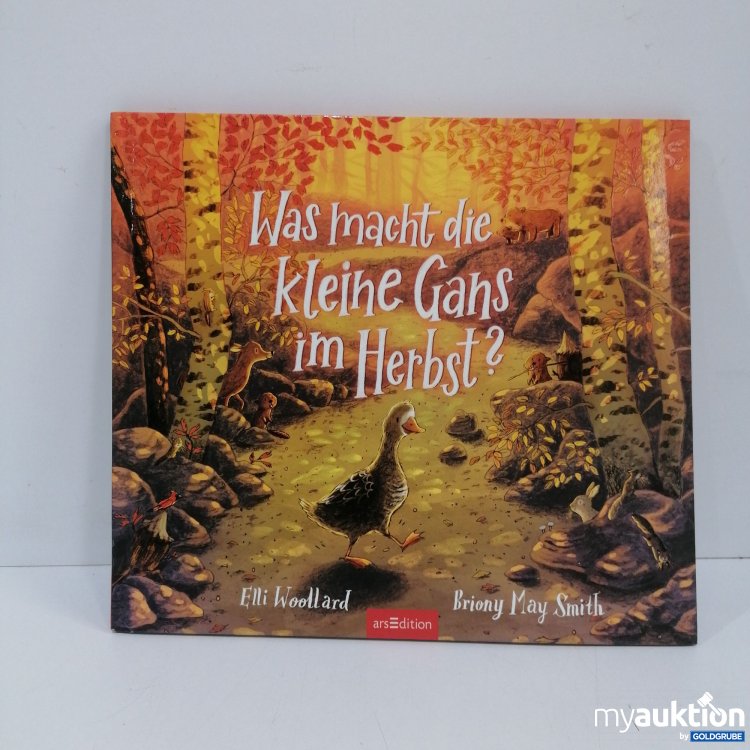 Was macht die
kleine Gans
im Herbst?
Elli Woollard
Briony May Smith
arsEdition
myauktion
by GOLDGRUBE